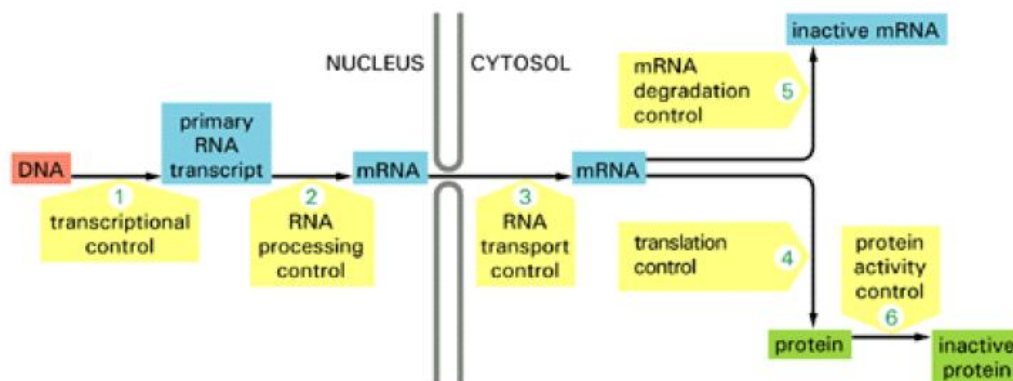 NUCLEUS
CYTOSOL
DNA
primary
RNA
transcript
mRNA
mRNA
inactive mRNA
1
transcriptional
control
2
RNA
processing
control
3
RNA
transport
control
mRNA
degradation
control
5
translation
control
4
protein
activity
control
6
protein
inactive
protein